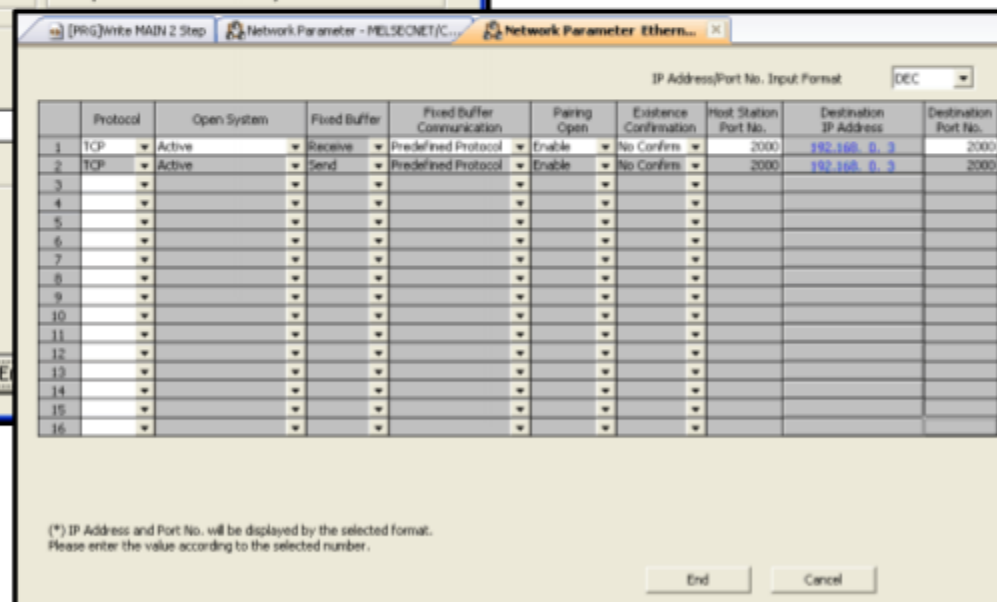 [PRG]Write MAIN 2 Step Network Parameter - MELSECNET/C... Network Parameter Ethern...
IP Address/Port No. Input Format DEC
Protocol Open System Fixed Buffer Fixed Buffer Communication Pairing Open Existence Confirmation Host Station Port No. Destination IP Address Destination Port No.
1 TCP Active Receive Predefined Protocol Enable No Confirm 2000 192.168. 0. 3 2000
2 TCP Active Send Predefined Protocol Enable No Confirm 2000 192.168. 0. 3 2000
3
4
5
6
7
8
9
10
11
12
13
14
15
16
(*) IP Address and Port No. will be displayed by the selected format.
Please enter the value according to the selected number.
End Cancel